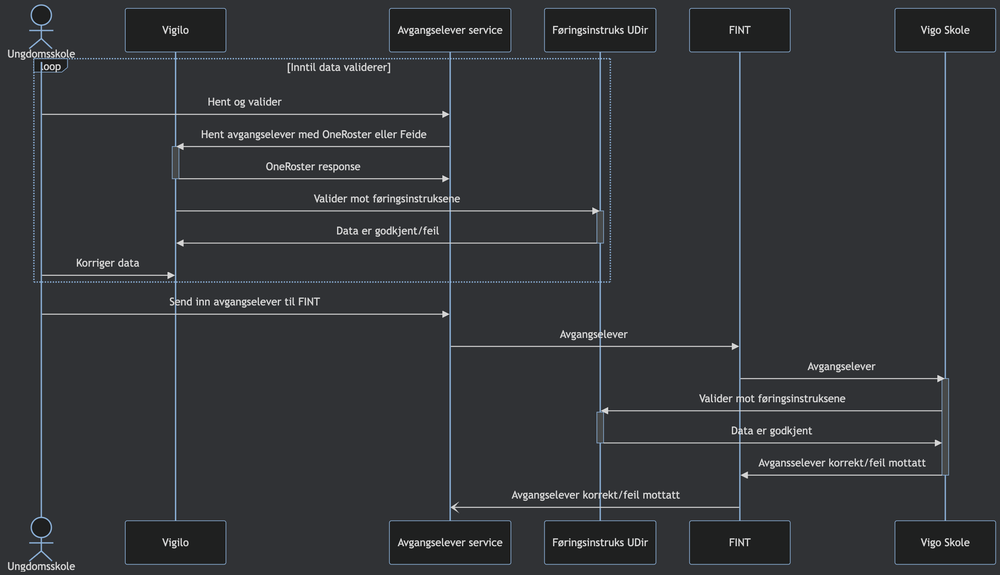 Ungdomsskole
Vigilo
Avgangselever service
Føringsinstruks UDir
FINT
Vigo Skole
loop
[Inntil data validerer]
Hent og valider
Hent avgangselever med OneRoster eller Feide
OneRoster response
Valider mot føringsinstruksene
Data er godkjent/feil
Korriger data
Send inn avgangselever til FINT
Avgangselever
Avgangselever
Valider mot føringsinstruksene
Data er godkjent
Avgansselever korrekt/feil mottatt
Avgangselever korrekt/feil mottatt
Ungdomsskole
Vigilo
Avgangselever service
Føringsinstruks UDir
FINT
Vigo Skole